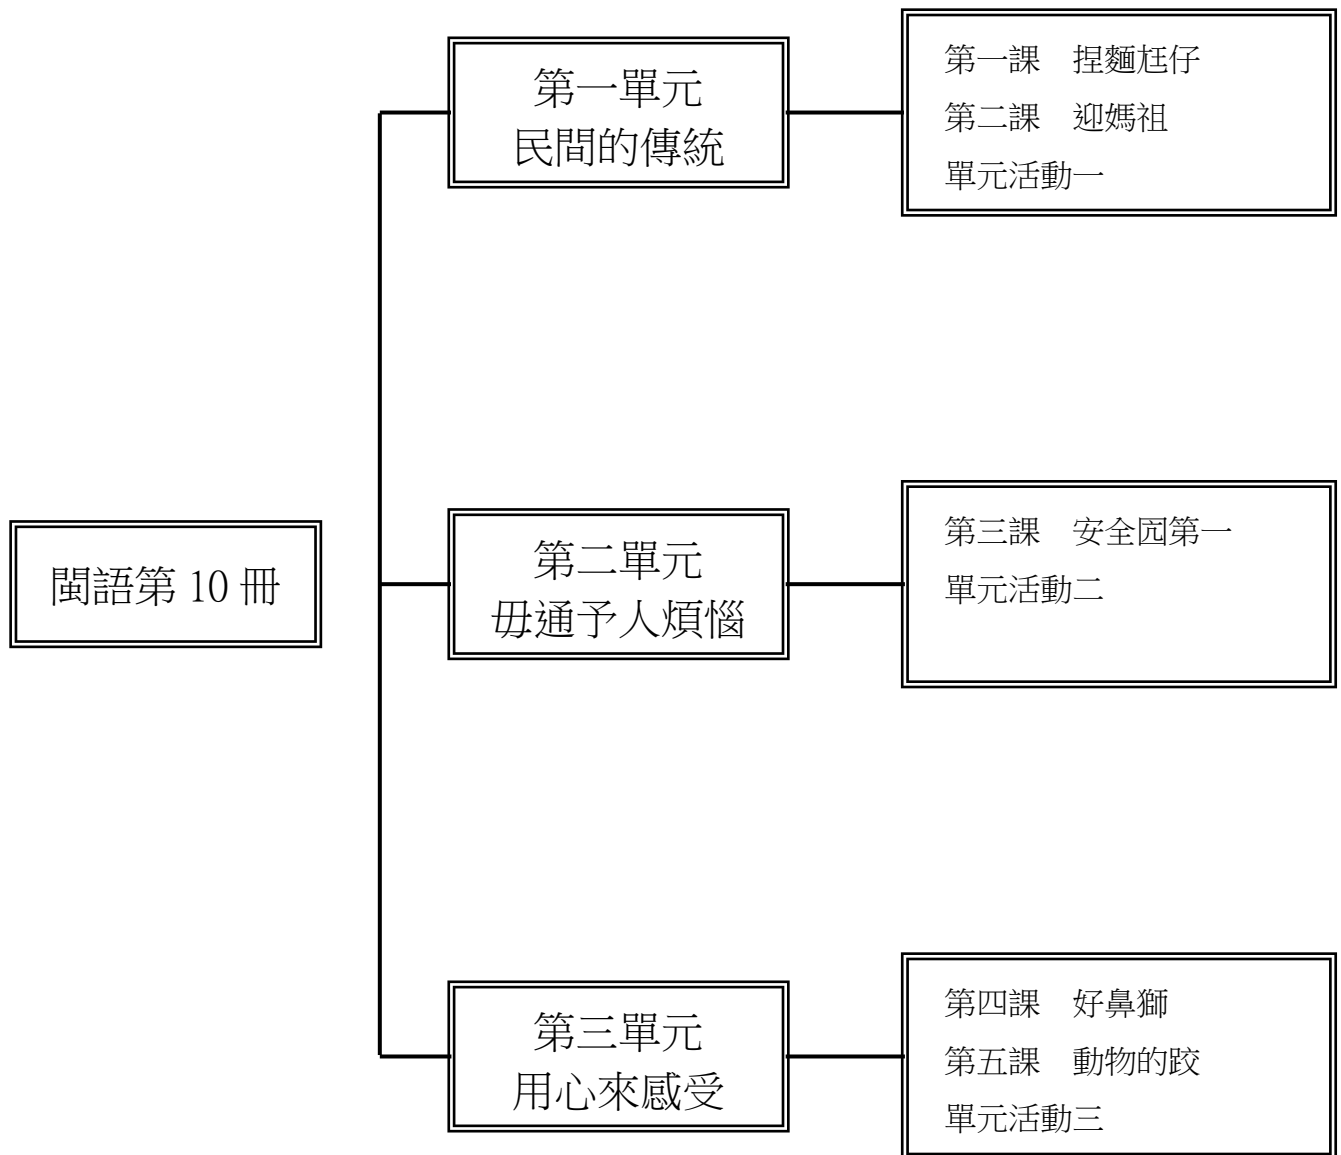 閩語第 10 冊
第一單元
民間的傳統
第一課　捏麵尫仔
第二課　迎媽祖
單元活動一
第二單元
毋通予人煩惱
第三課　安全囥第一
單元活動二
第三單元
用心來感受
第四課　好鼻獅
第五課　動物的跤
單元活動三